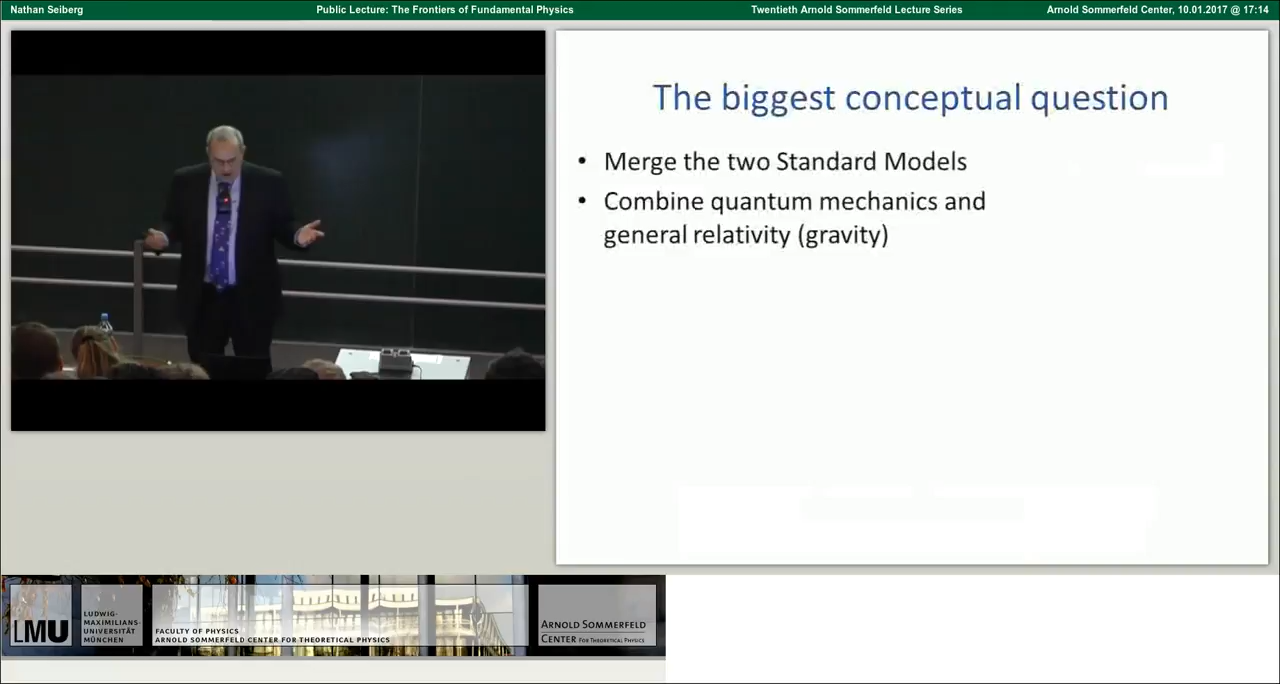 Nathan Seiberg
Public Lecture: The Frontiers of Fundamental Physics
Twentieth Arnold Sommerfeld Lecture Series
Arnold Sommerfeld Center, 10.01.2017 @ 17:14
The biggest conceptual question
• Merge the two Standard Models
• Combine quantum mechanics and
general relativity (gravity)
LMU
LUDWIG-
MAXIMILIANS-
UNIVERSITÄT
MÜNCHEN
FACULTY OF PHYSICS
ARNOLD SOMMERFELD CENTER FOR THEORETICAL PHYSICS
ARNOLD SOMMERFELD
CENTER FOR THEORETICAL PHYSICS